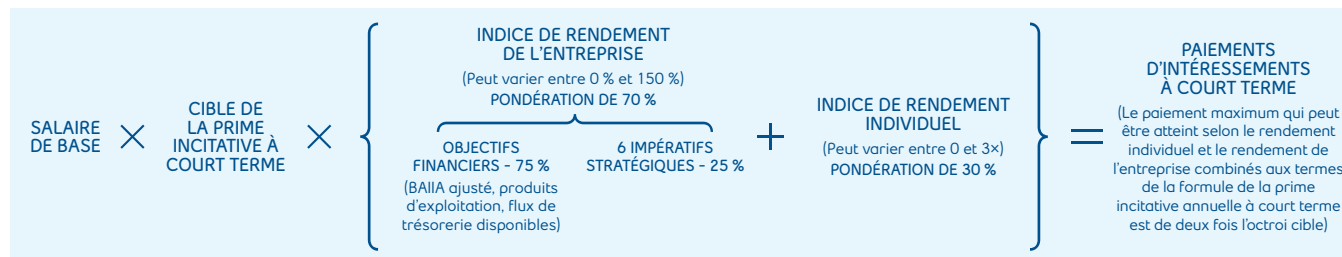 SALAIRE
DE BASE
×
CIBLE DE
LA PRIME
INCITATIVE À
COURT TERME
×
INDICE DE RENDEMENT
DE L’ENTREPRISE
(Peut varier entre 0 % et 150 %)
PONDÉRATION DE 70 %
OBJECTIFS
FINANCIERS – 75 %
(BAIIA ajusté, produits
d’exploitation, flux de
trésorerie disponibles)
6 IMPÉRATIFS
STRATÉGIQUES – 25 %
+
INDICE DE RENDEMENT
INDIVIDUEL
(Peut varier entre 0 et 3×)
PONDÉRATION DE 30 %
=
PAIEMENTS
D’INTÉRESSEMENTS
À COURT TERME
(Le paiement maximum qui peut
être atteint selon le rendement
individuel et le rendement de
l’entreprise combinés aux termes
de la formule de la prime
incitative annuelle à court terme
est de deux fois l’octroi cible)